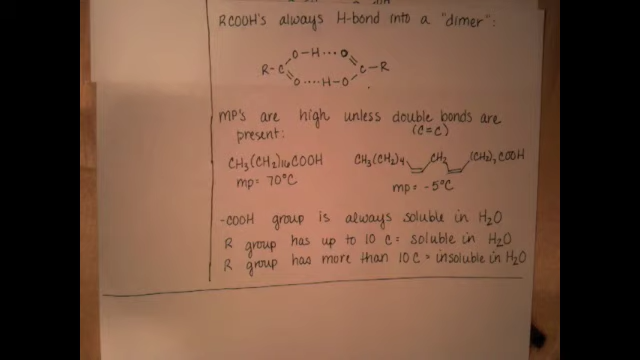 RCOOH's always H-bond into a "dimer":
O-H···O
R-C C-R
O····H-O
MP's are high unless double bonds are
(C=C)
present:
CH3(CH2)16COOH CH3(CH2)4 CH2 (CH2)7COOH
mp= 70°C mp= -5°C
-COOH group is always soluble in H2O
R group has up to 10 C = soluble in H2O
R group has more than 10 C = insoluble in H2O